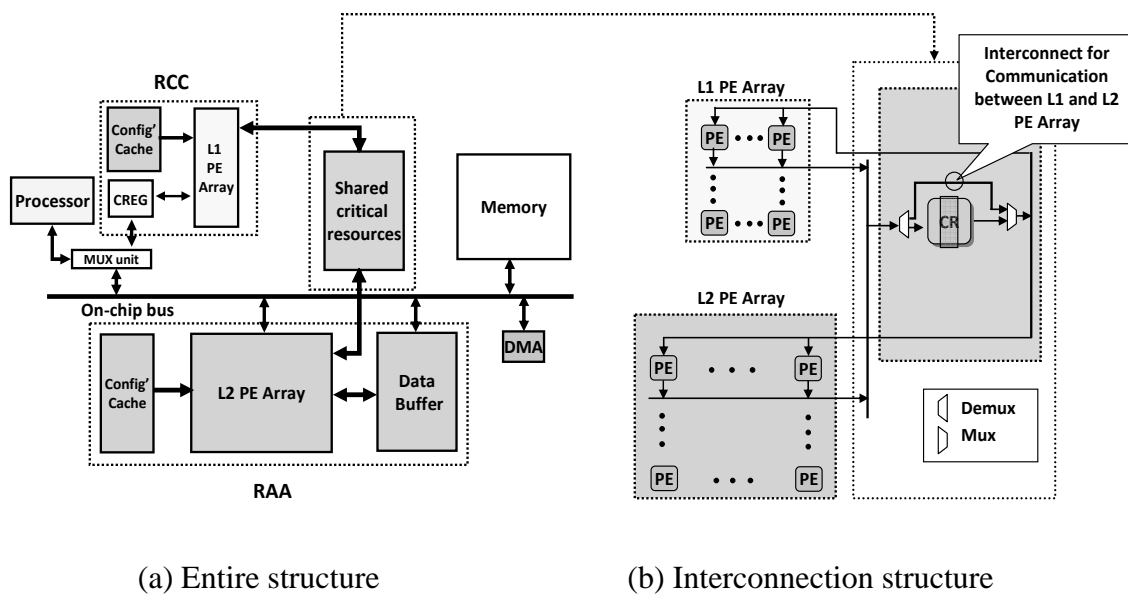 RCC
Config'
Cache
L1
PE
Array
CREG
Processor
MUX unit
Shared
critical
resources
Memory
On-chip bus
DMA
Config'
Cache
L2 PE Array
Data
Buffer
RAA
(a) Entire structure
Interconnect for
Communication
between L1 and L2
PE Array
L1 PE Array
PE
PE
PE
PE
CR
L2 PE Array
PE
PE
PE
PE
Demux
Mux
(b) Interconnection structure